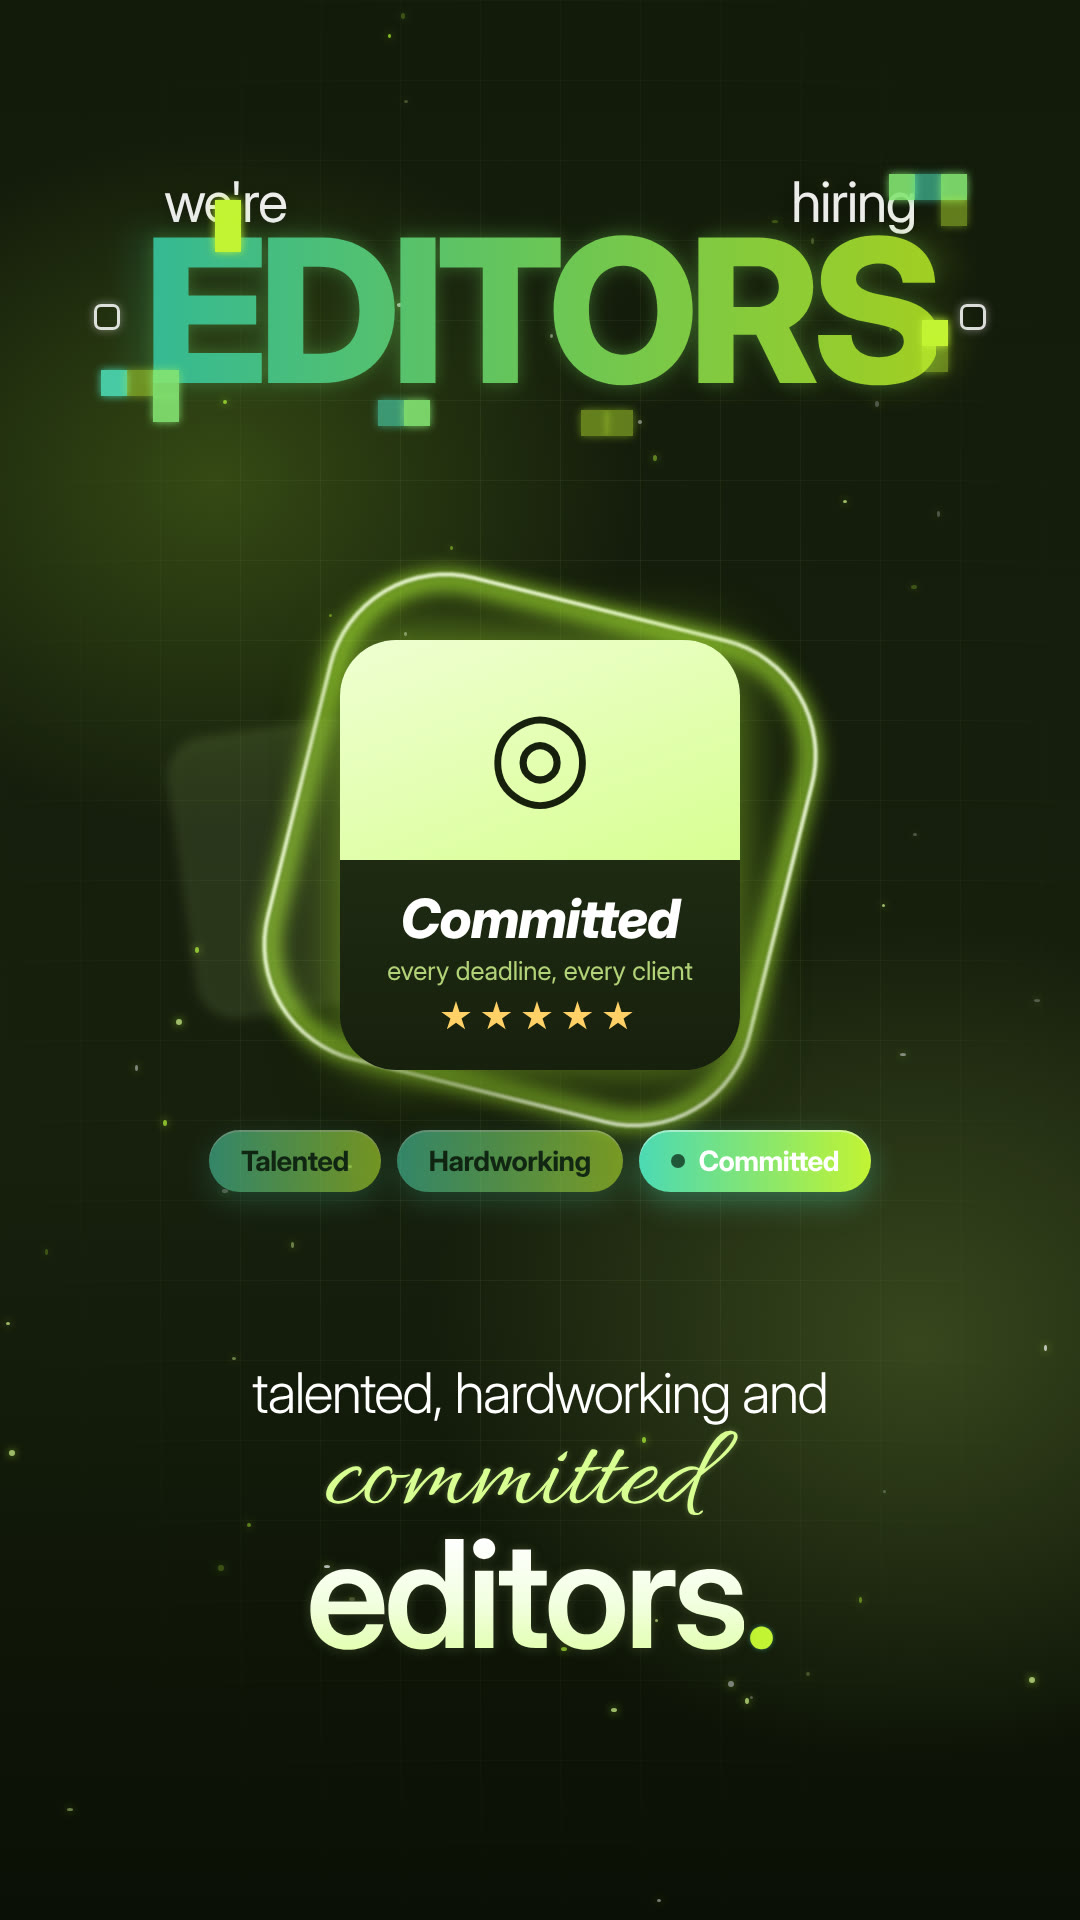 we're hiring
EDITORS
Committed
every deadline, every client
★★★★★
Talented Hardworking Committed
talented, hardworking and
committed
editors.